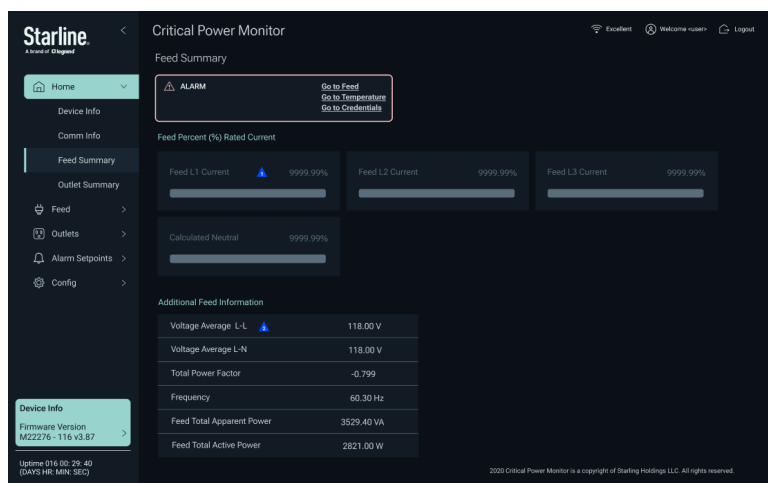 Starline.
A brand of legrand
Critical Power Monitor
Excellent
Welcome <user>
Logout
Feed Summary
ALARM
Go to Feed
Go to Temperature
Go to Credentials
Home
Device Info
Comm Info
Feed Summary
Outlet Summary
Feed
Outlets
Alarm Setpoints
Config
Feed Percent (%) Rated Current
Feed L1 Current 1 9999.99%
Feed L2 Current 9999.99%
Feed L3 Current 9999.99%
Calculated Neutral 9999.99%
Additional Feed Information
Voltage Average L-L 2 118.00 V
Voltage Average L-N 118.00 V
Total Power Factor -0.799
Frequency 60.30 Hz
Feed Total Apparent Power 3529.40 VA
Feed Total Active Power 2821.00 W
Device Info
Firmware Version
M22276 - 116 v3.87
Uptime 016 00: 29: 40
(DAYS HR: MIN: SEC)
2020 Critical Power Monitor is a copyright of Starling Holdings LLC. All rights reserved.